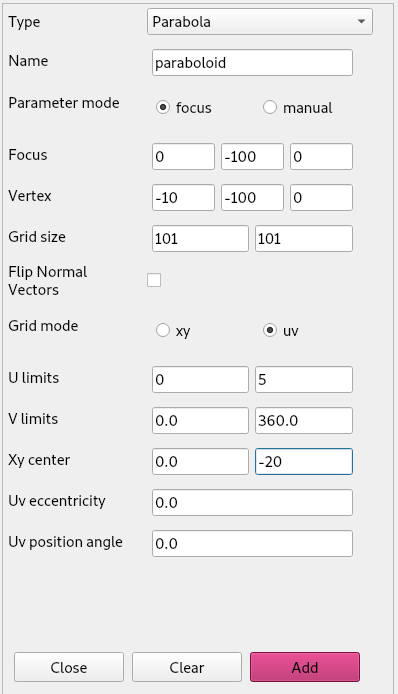 Type Parabola
Name paraboloid
Parameter mode focus manual
Focus 0 -100 0
Vertex -10 -100 0
Grid size 101 101
Flip Normal
Vectors
Grid mode xy uv
U limits 0 5
V limits 0.0 360.0
Xy center 0.0 -20
Uv eccentricity 0.0
Uv position angle 0.0
Close Clear Add